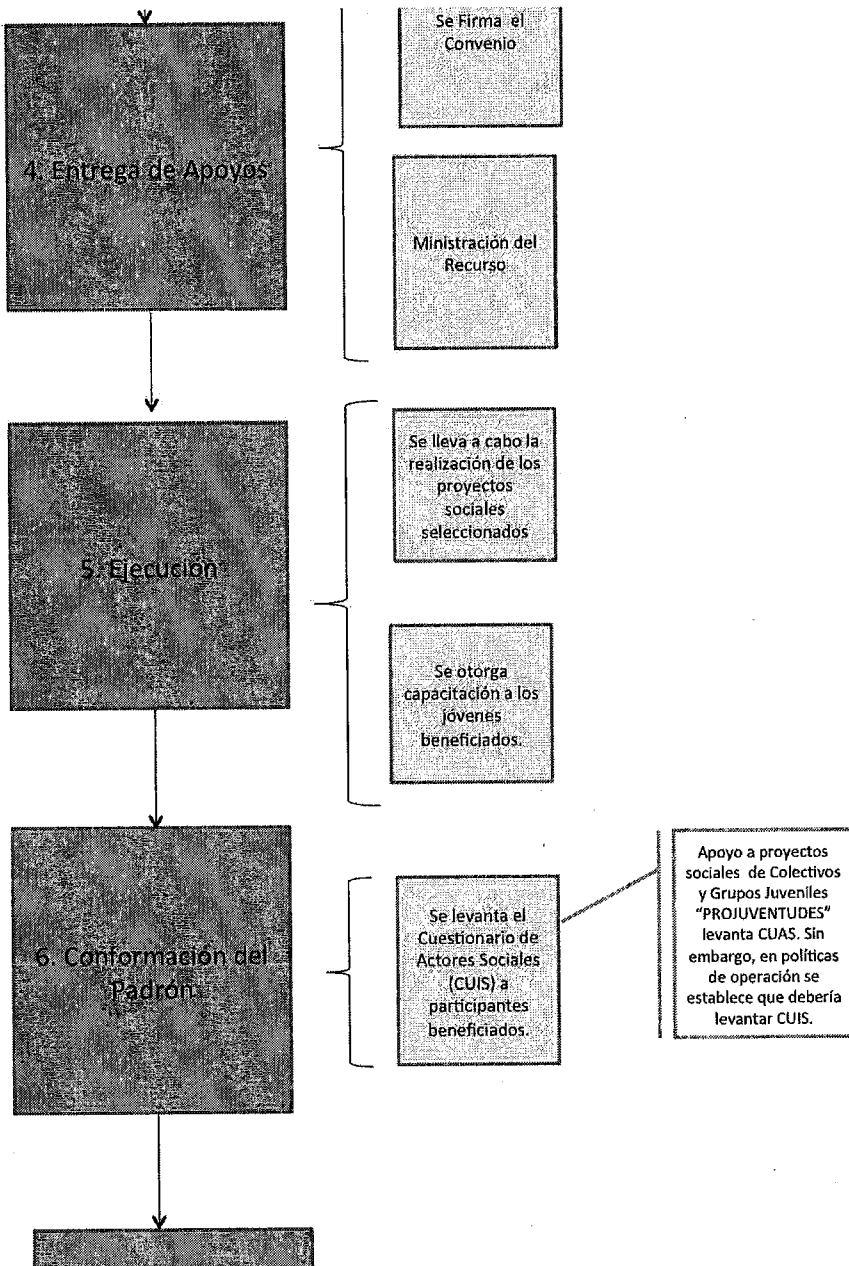 Se Firma el
Convenio
4. Entrega de Apoyos
Ministración del
Recurso
Se lleva a cabo la
realización de los
proyectos
sociales
seleccionados
5. Ejecución
Se otorga
capacitación a los
jóvenes
beneficiados.
6. Conformación del
Padrón.
Se levanta el
Cuestionario de
Actores Sociales
(CUIS) a
participantes
beneficiados.
Apoyo a proyectos
sociales de Colectivos
y Grupos Juveniles
"PROJUVENTUDES"
levanta CUAS. Sin
embargo, en políticas
de operación se
establece que debería
levantar CUIS.